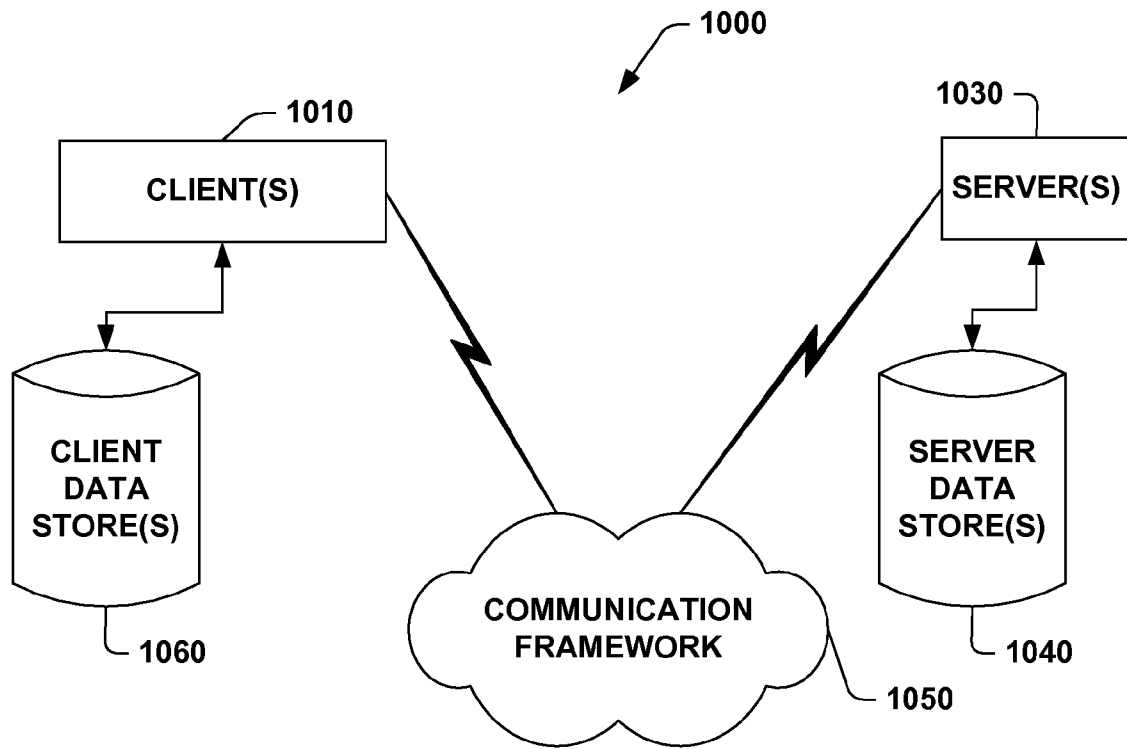 1000
1010
1030
CLIENT(S)
SERVER(S)
CLIENT
DATA
STORE(S)
SERVER
DATA
STORE(S)
COMMUNICATION
FRAMEWORK
1060
1040
1050